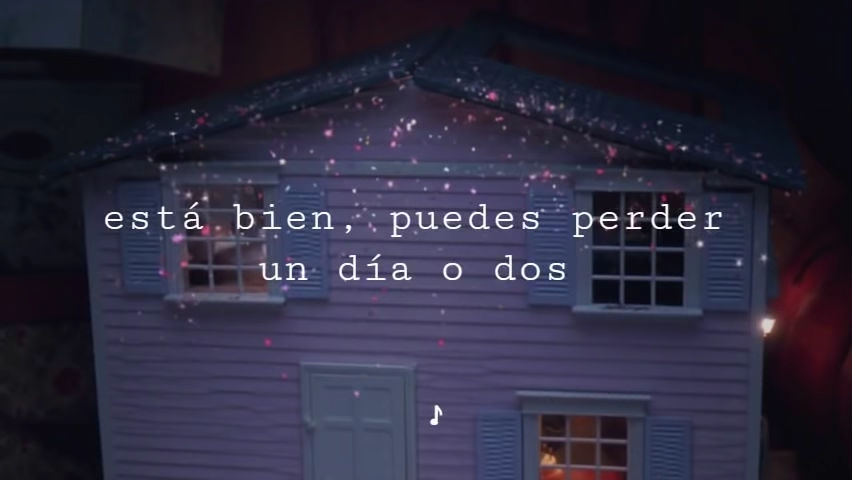 está bien, puedes perder
un día o dos